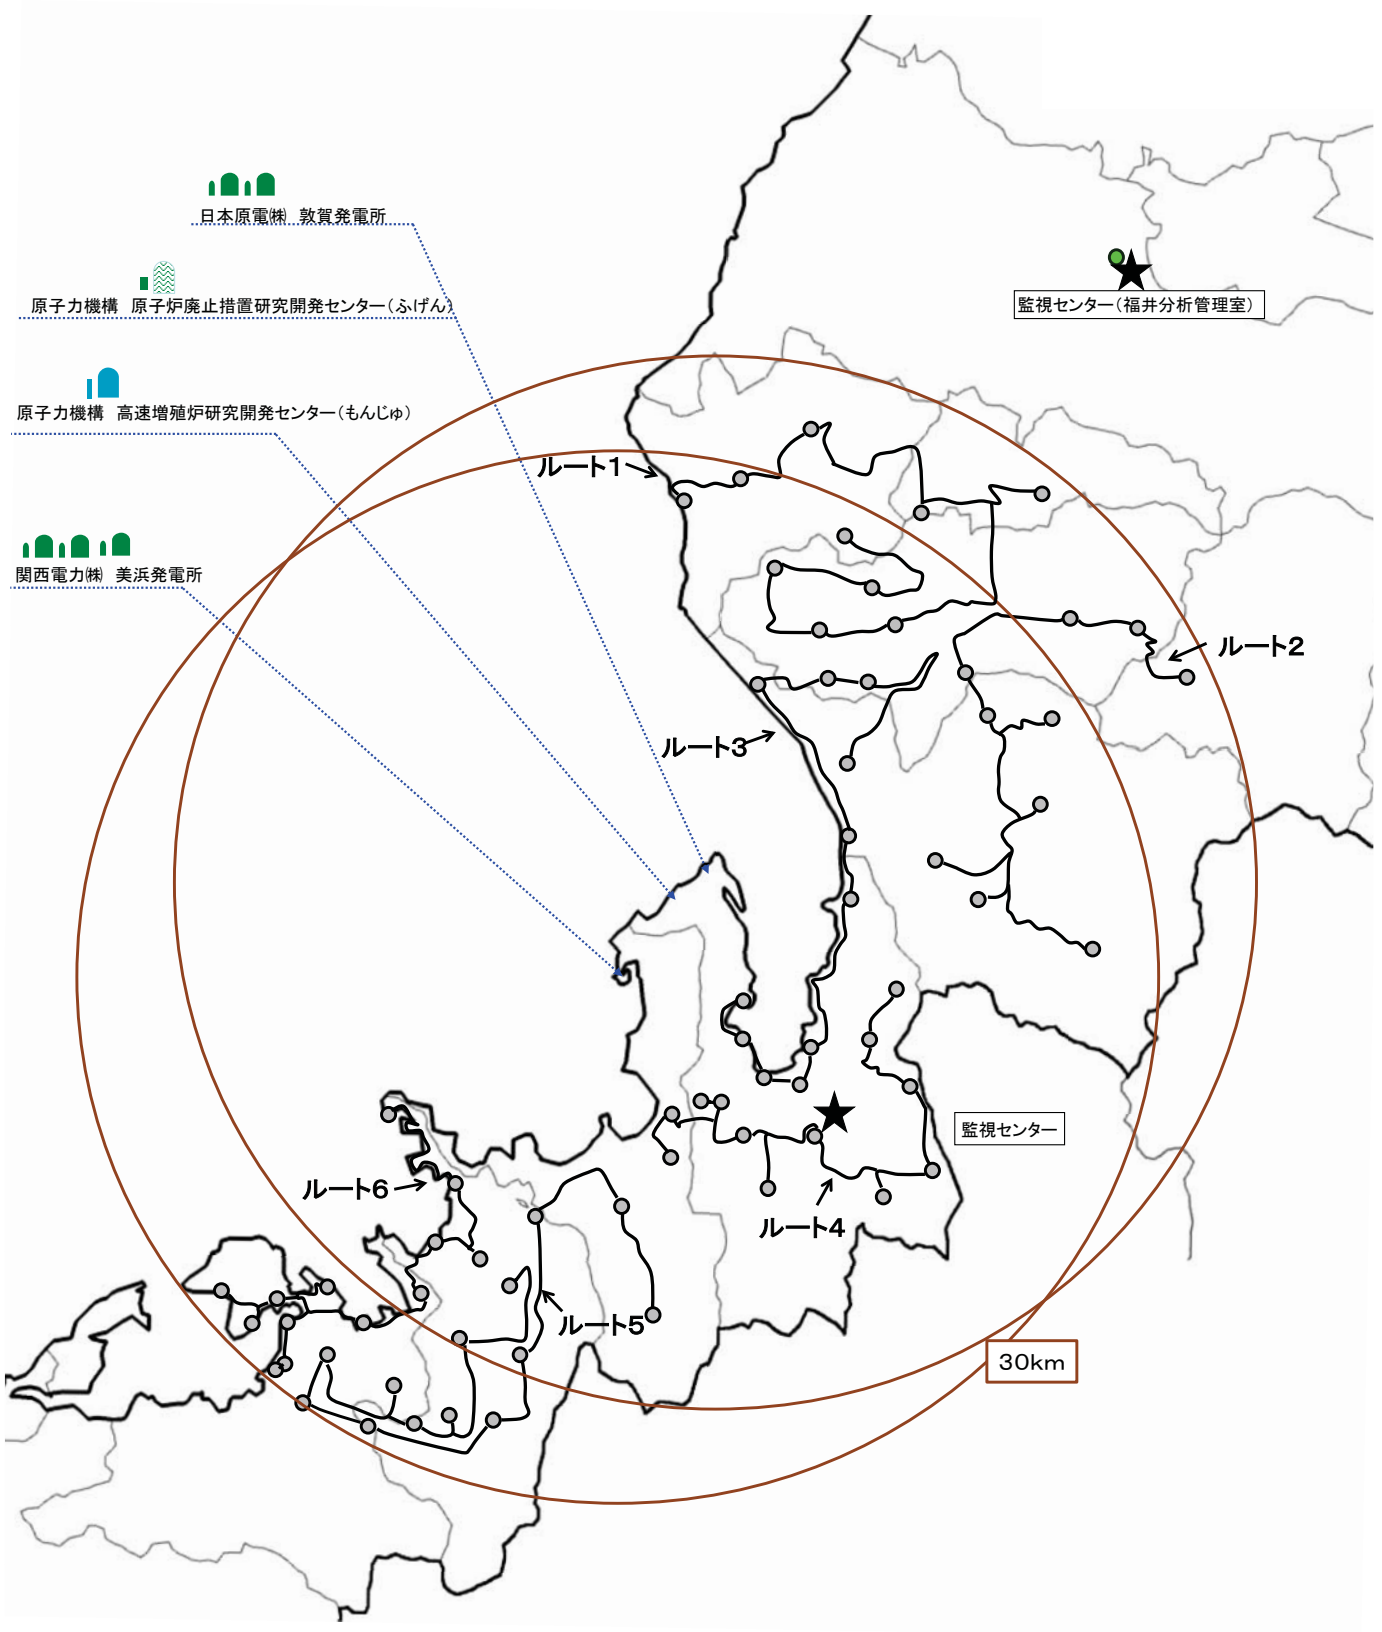 日本原電㈱ 敦賀発電所
監視センター(福井分析管理室)
原子力機構 原子炉廃止措置研究開発センター(ふげん)
原子力機構 高速増殖炉研究開発センター(もんじゅ)
ルート1
関西電力㈱ 美浜発電所
ルート2
ルート3
監視センター
ルート6
ルート4
ルート5
30km